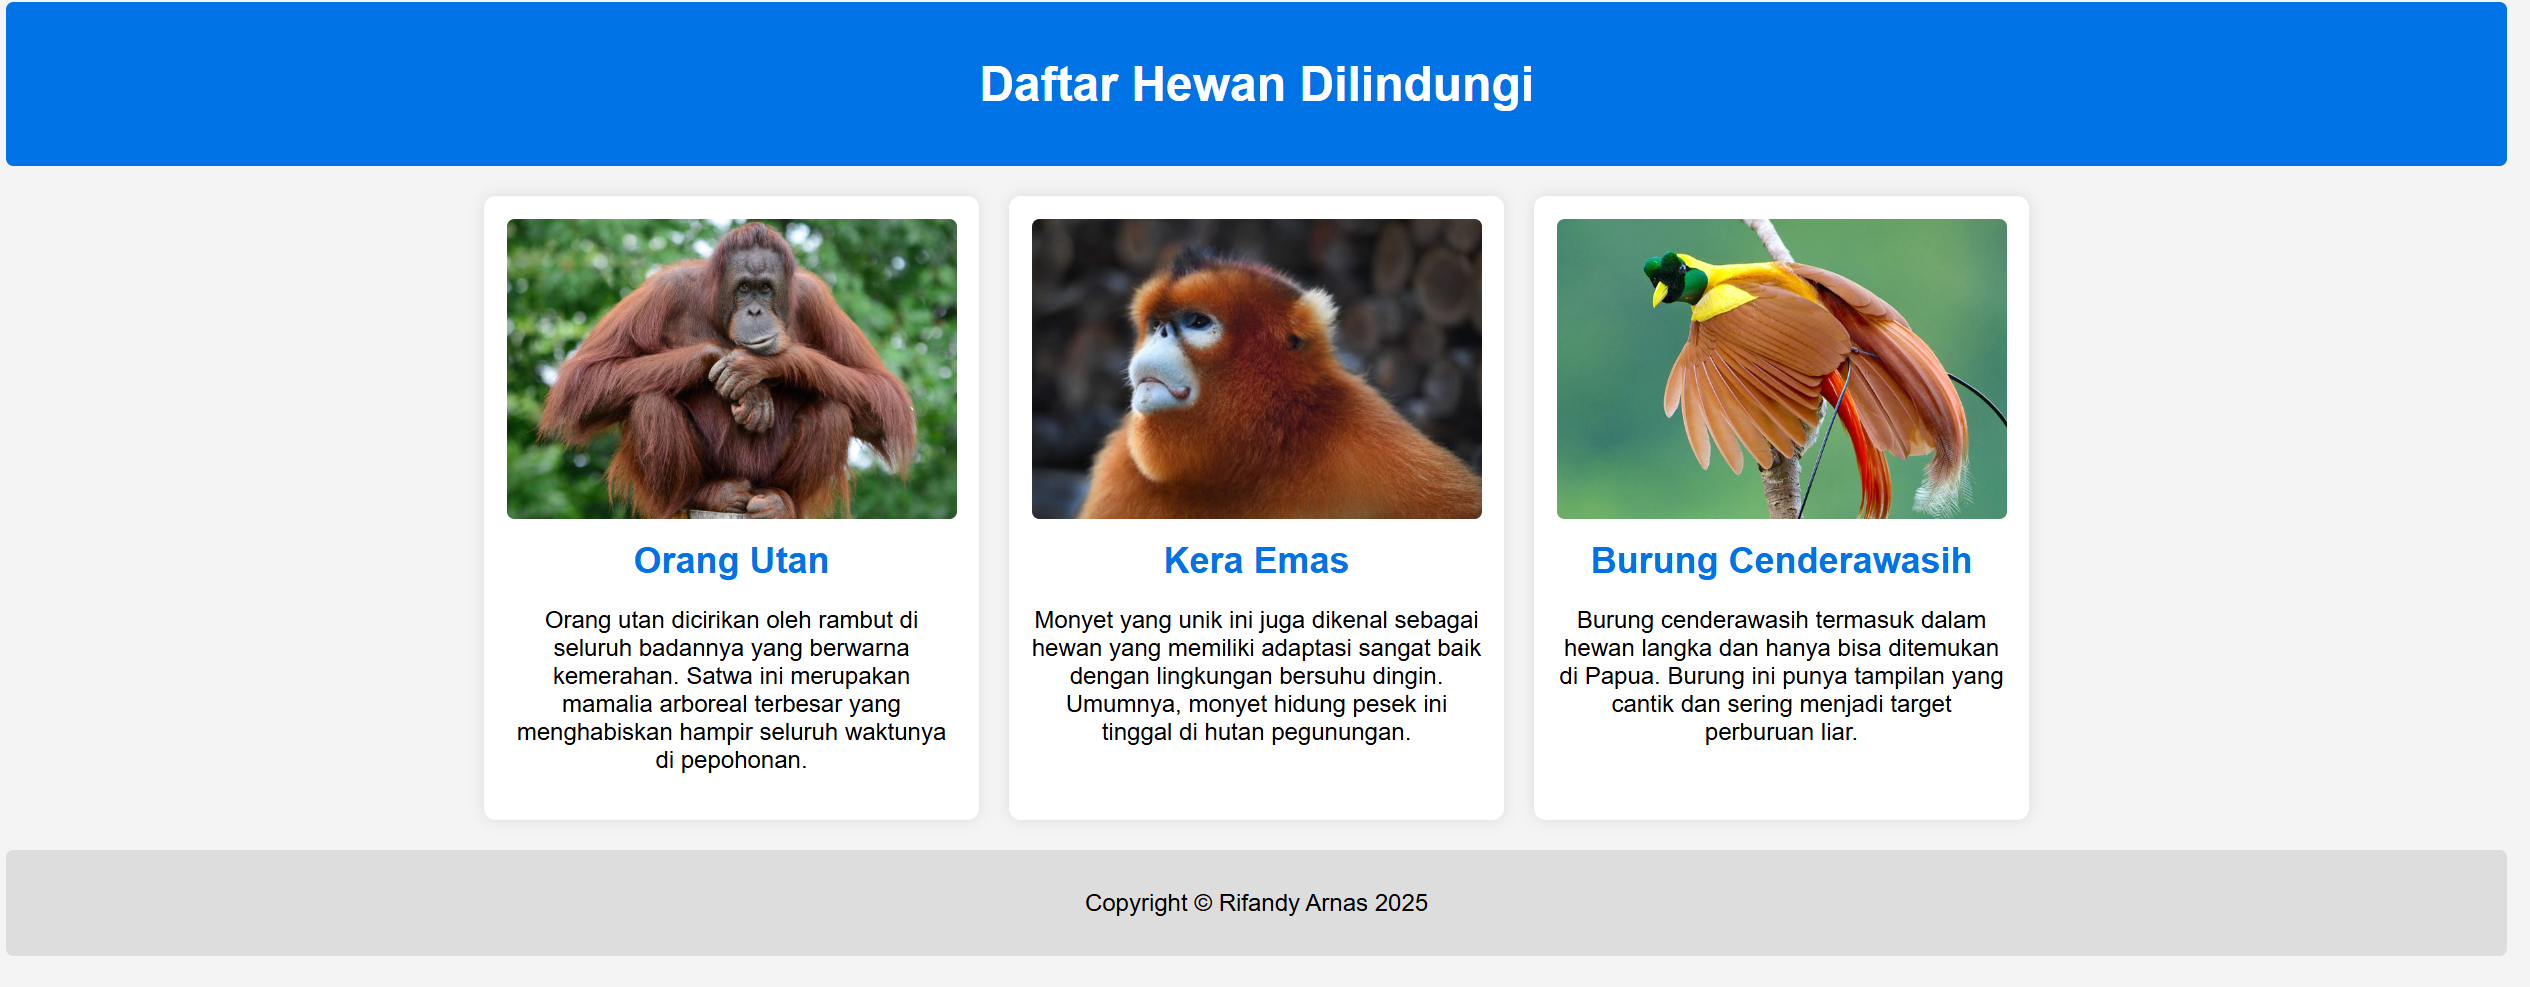 Daftar Hewan Dilindungi
Orang Utan
Orang utan dicirikan oleh rambut di
seluruh badannya yang berwarna
kemerahan. Satwa ini merupakan
mamalia arboreal terbesar yang
menghabiskan hampir seluruh waktunya
di pepohonan.
Kera Emas
Monyet yang unik ini juga dikenal sebagai
hewan yang memiliki adaptasi sangat baik
dengan lingkungan bersuhu dingin.
Umumnya, monyet hidung pesek ini
tinggal di hutan pegunungan.
Burung Cenderawasih
Burung cenderawasih termasuk dalam
hewan langka dan hanya bisa ditemukan
di Papua. Burung ini punya tampilan yang
cantik dan sering menjadi target
perburuan liar.
Copyright © Rifandy Arnas 2025